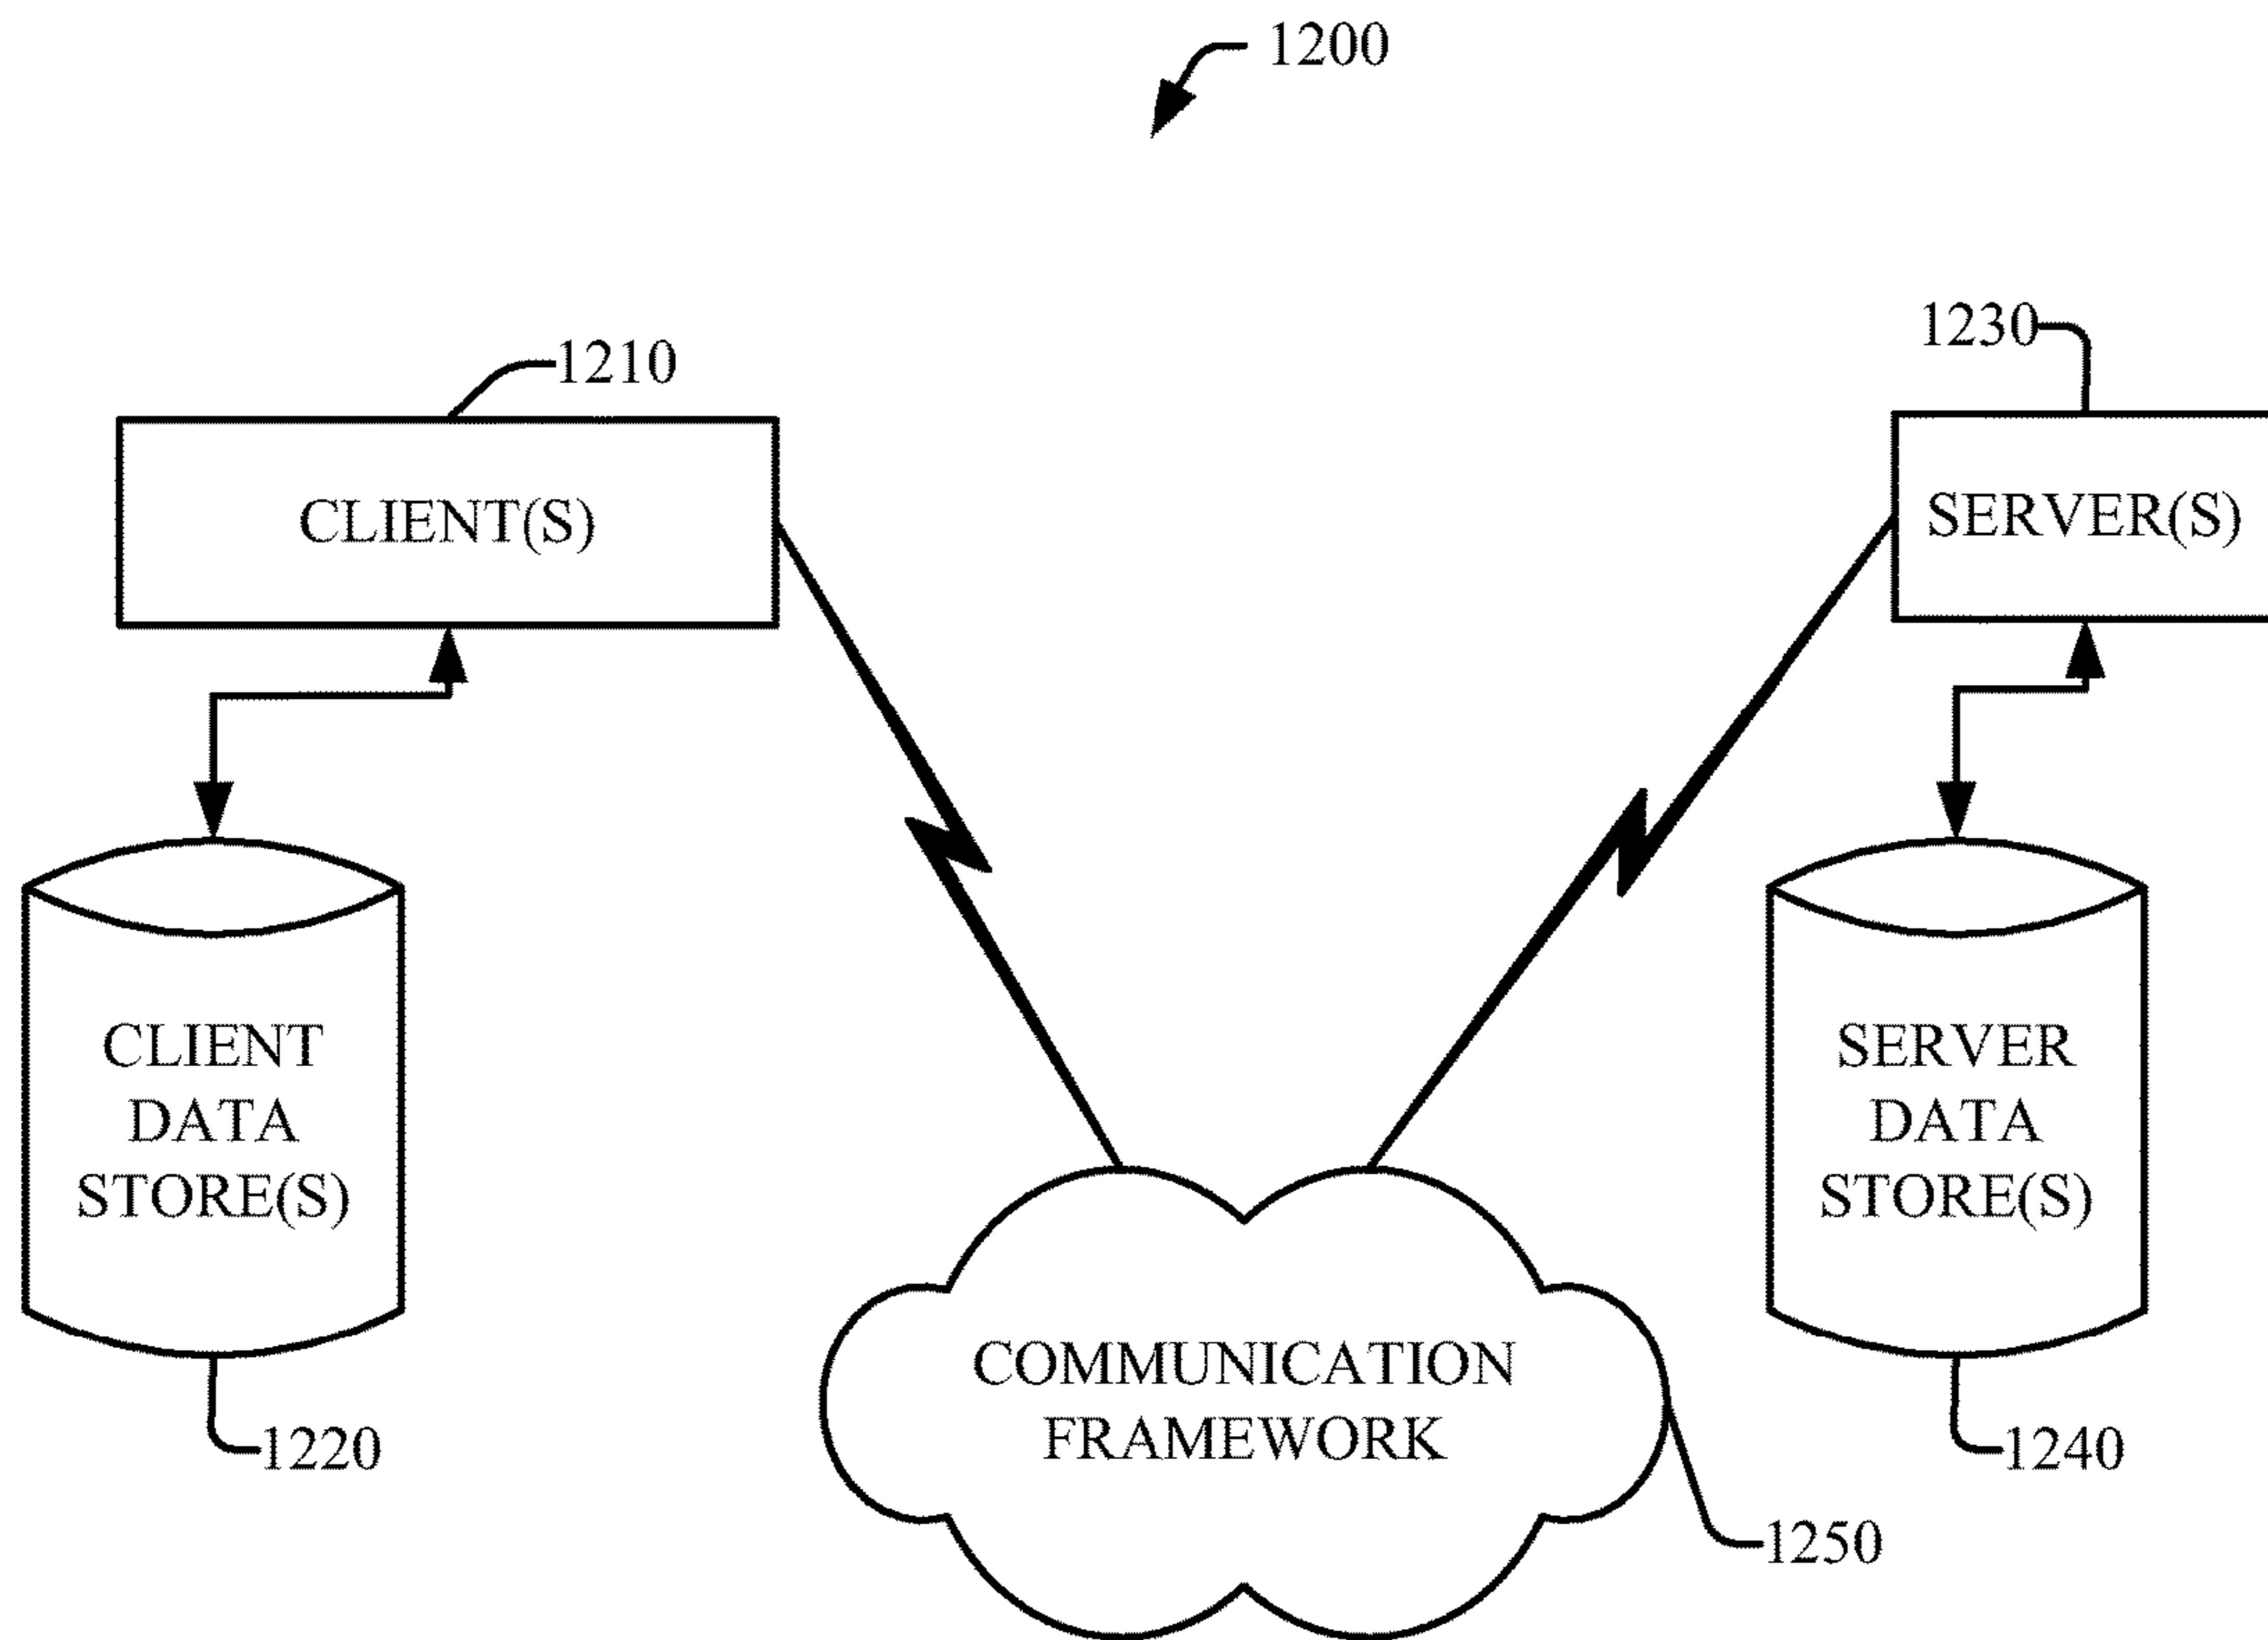 1200
1210
1230
CLIENT(S)
SERVER(S)
CLIENT
DATA
STORE(S)
SERVER
DATA
STORE(S)
COMMUNICATION
FRAMEWORK
1220
1240
1250